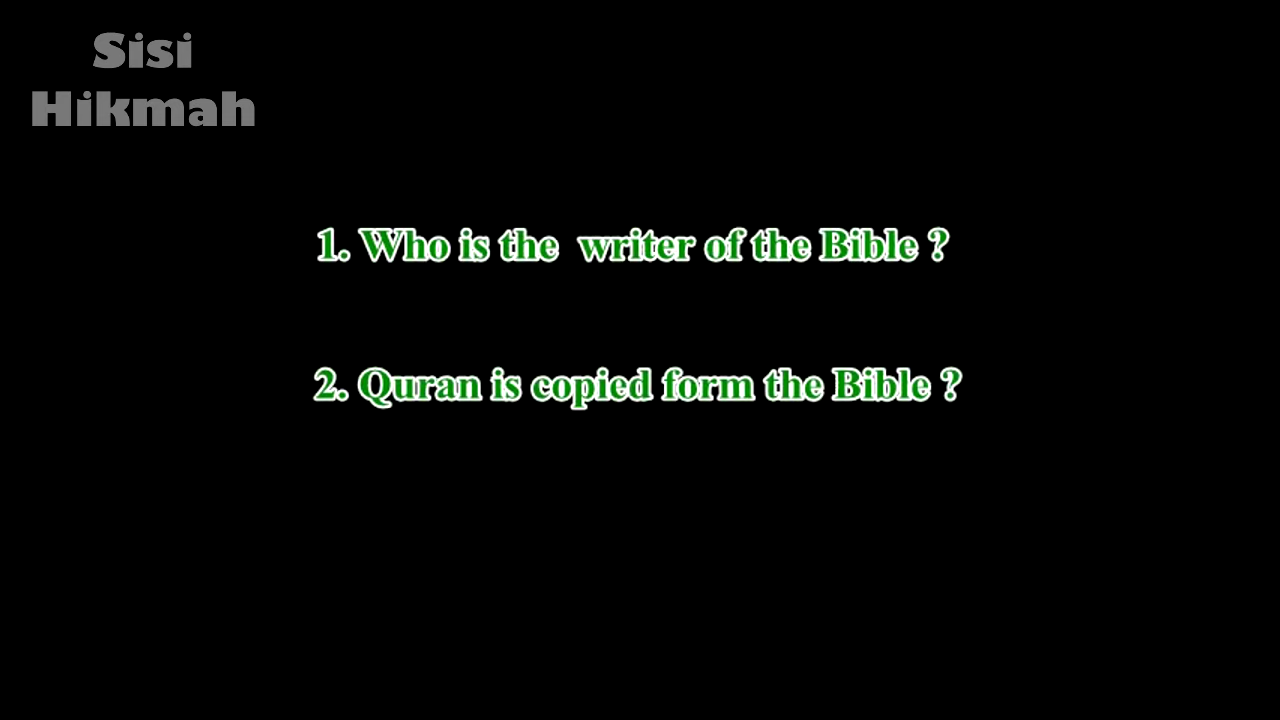 Sisi
Hikmah
1. Who is the  writer of the Bible ?
2. Quran is copied form the Bible ?